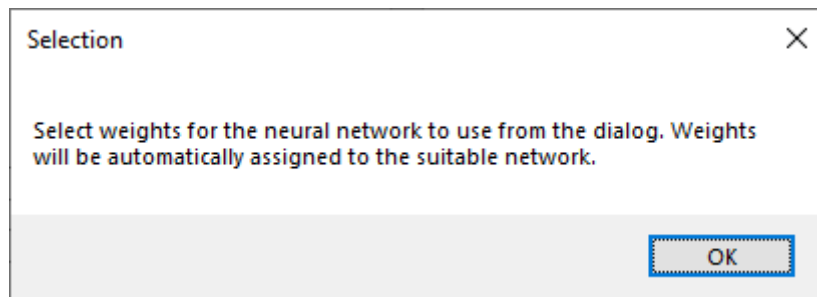 Selection
Select weights for the neural network to use from the dialog. Weights
will be automatically assigned to the suitable network.
OK